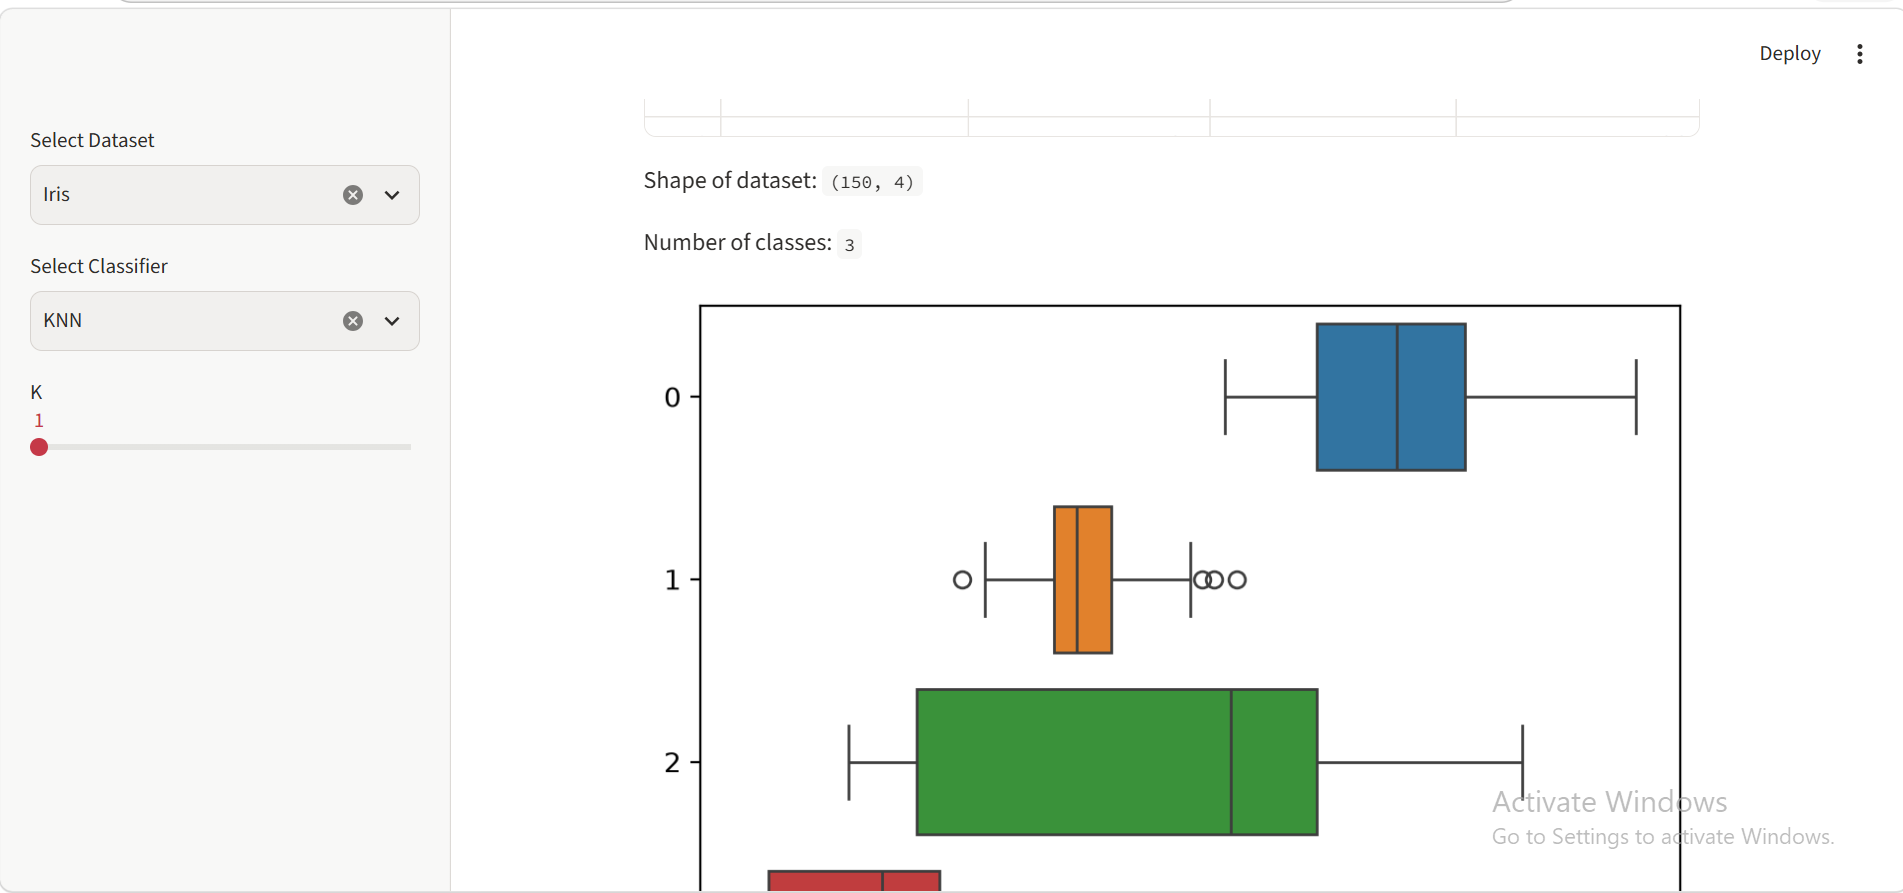 Deploy
Select Dataset
Iris
Select Classifier
KNN
K
1
Shape of dataset: (150, 4)
Number of classes: 3
0
1
2
Activate Windows
Go to Settings to activate Windows.